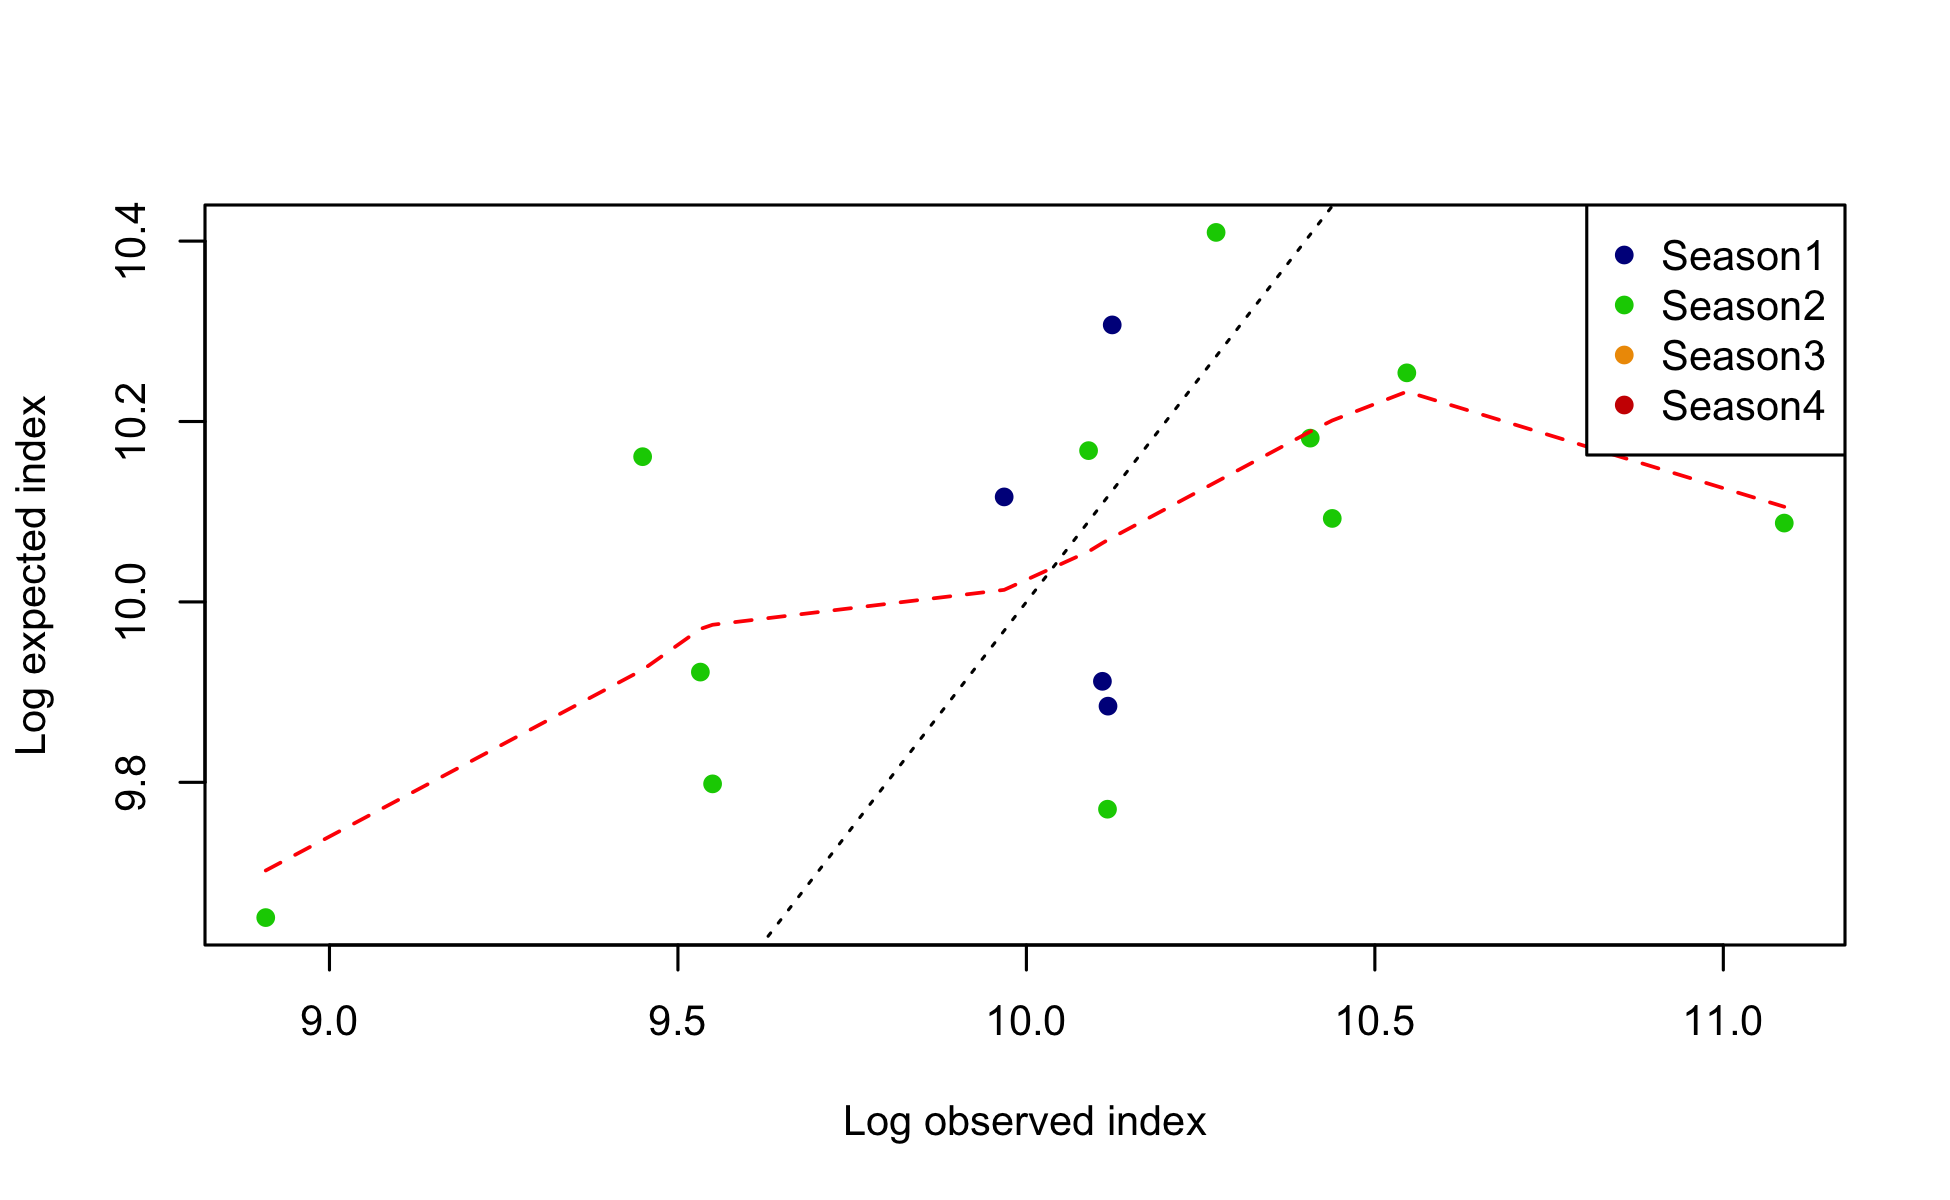 10.4
10.2
10.0
9.8
Log expected index
Season1
Season2
Season3
Season4
9.0 9.5 10.0 10.5 11.0
Log observed index